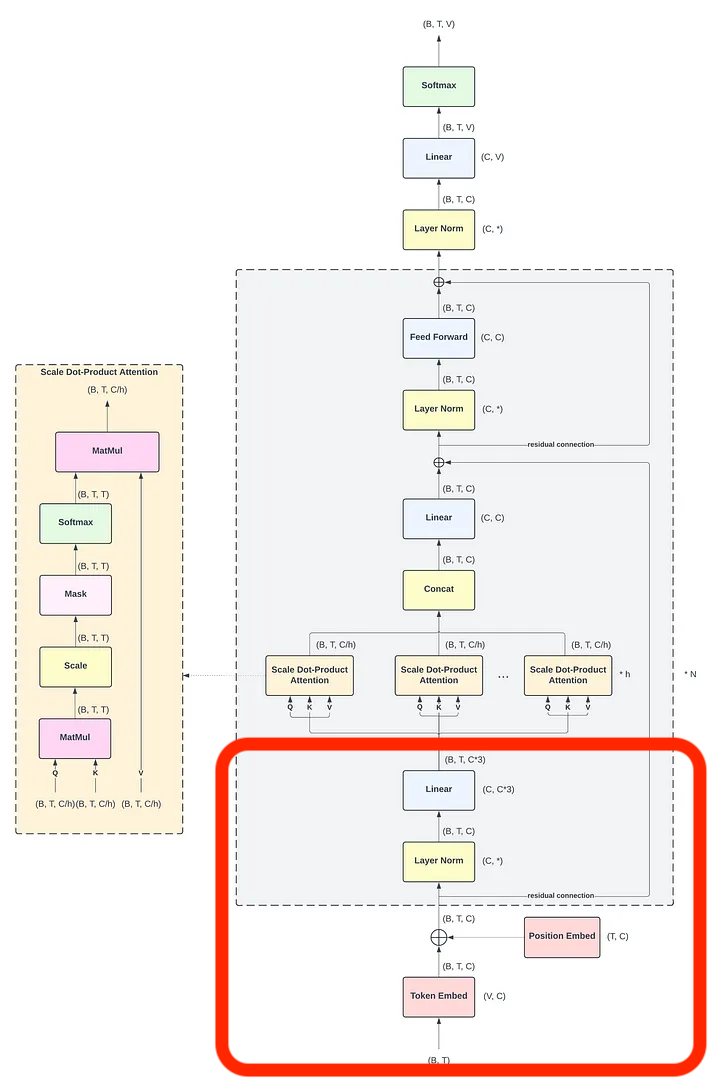 (B, T, V)
Softmax
(B, T, V)
Linear
(C, V)
(B, T, C)
Layer Norm
(C, *)
(B, T, C)
Feed Forward
(C, C)
(B, T, C)
Layer Norm
(C, *)
residual connection
(B, T, C)
Linear
(C, C)
(B, T, C)
Concat
(B, T, C/h)
(B, T, C/h)
(B, T, C/h)
Scale Dot-Product
Attention
Scale Dot-Product
Attention
...
Scale Dot-Product
Attention
* h
* N
Q K V
Q K V
Q K V
(B, T, C*3)
Linear
(C, C*3)
(B, T, C)
Layer Norm
(C, *)
residual connection
(B, T, C)
Position Embed
(T, C)
(B, T, C)
Token Embed
(V, C)
(B, T)
Scale Dot-Product Attention
(B, T, C/h)
MatMul
(B, T, T)
Softmax
(B, T, T)
Mask
(B, T, T)
Scale
(B, T, T)
MatMul
Q K V
(B, T, C/h) (B, T, C/h) (B, T, C/h)